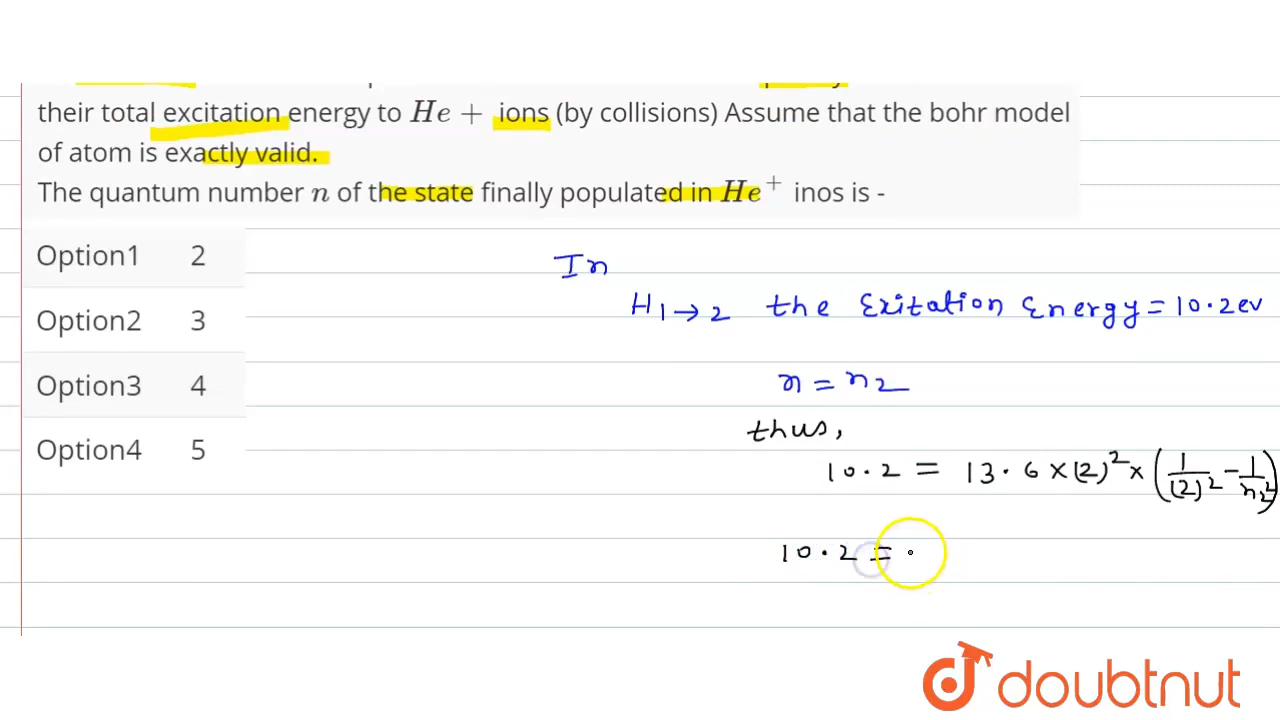 their total excitation energy to He + ions (by collisions) Assume that the bohr model
of atom is exactly valid.
The quantum number n of the state finally populated in He⁺ inos is -
Option1 2
Option2 3
Option3 4
Option4 5
In
H₁→₂ the Exitation Energy = 10.2 ev
n = n₂
thus,
10.2 = 13.6 × (2)² × (1/(2)² - 1/n₂²)
10.2 = .
doubtnut